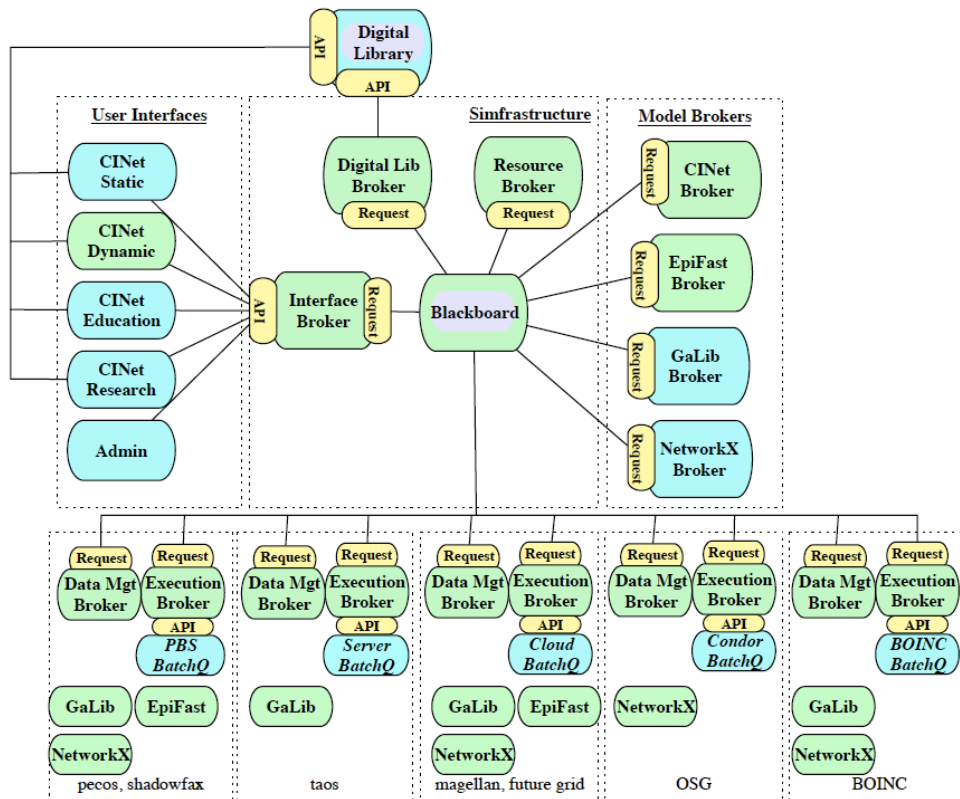 Digital
Library
API
API
User Interfaces
Simfrastructure
Model Brokers
CINet
Static
CINet
Dynamic
CINet
Education
CINet
Research
Admin
Digital Lib
Broker
Request
Resource
Broker
Request
API
Interface
Broker
Request
Blackboard
Request
CINet
Broker
Request
EpiFast
Broker
Request
GaLib
Broker
Request
NetworkX
Broker
Request
Data Mgt
Broker
Request
Execution
Broker
API
PBS
BatchQ
GaLib
EpiFast
NetworkX
pecos, shadowfax
Request
Data Mgt
Broker
Request
Execution
Broker
API
Server
BatchQ
GaLib
taos
Request
Data Mgt
Broker
Request
Execution
Broker
API
Cloud
BatchQ
GaLib
EpiFast
NetworkX
magellan, future grid
Request
Data Mgt
Broker
Request
Execution
Broker
API
Condor
BatchQ
NetworkX
OSG
Request
Data Mgt
Broker
Request
Execution
Broker
API
BOINC
BatchQ
GaLib
NetworkX
BOINC